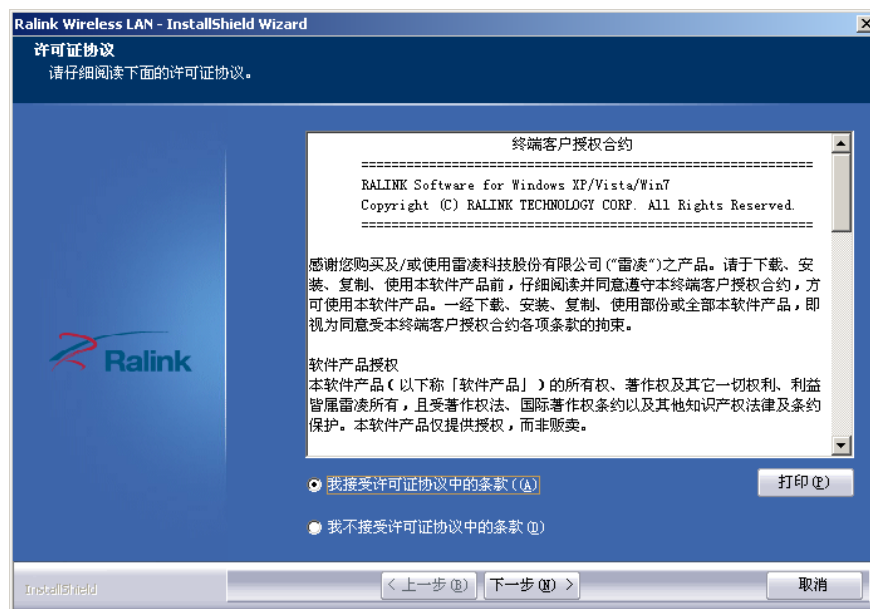 Ralink Wireless LAN - InstallShield Wizard
许可证协议
请仔细阅读下面的许可证协议。
终端客户授权合约
============================================================
RALINK Software for Windows XP/Vista/Win7
Copyright (C) RALINK TECHNOLOGY CORP. All Rights Reserved.
============================================================
感谢您购买及/或使用雷凌科技股份有限公司("雷凌")之产品。请于下载、安
装、复制、使用本软件产品前，仔细阅读并同意遵守本终端客户授权合约，方
可使用本软件产品。一经下载、安装、复制、使用部份或全部本软件产品，即
视为同意受本终端客户授权合约各项条款的拘束。
软件产品授权
本软件产品(以下称「软件产品」)的所有权、著作权及其它一切权利、利益
皆属雷凌所有，且受著作权法、国际著作权条约以及其他知识产权法律及条约
保护。本软件产品仅提供授权，而非贩卖。
Ralink
我接受许可证协议中的条款(A)
打印(P)
我不接受许可证协议中的条款(D)
InstallShield
< 上一步(B)
下一步(N) >
取消